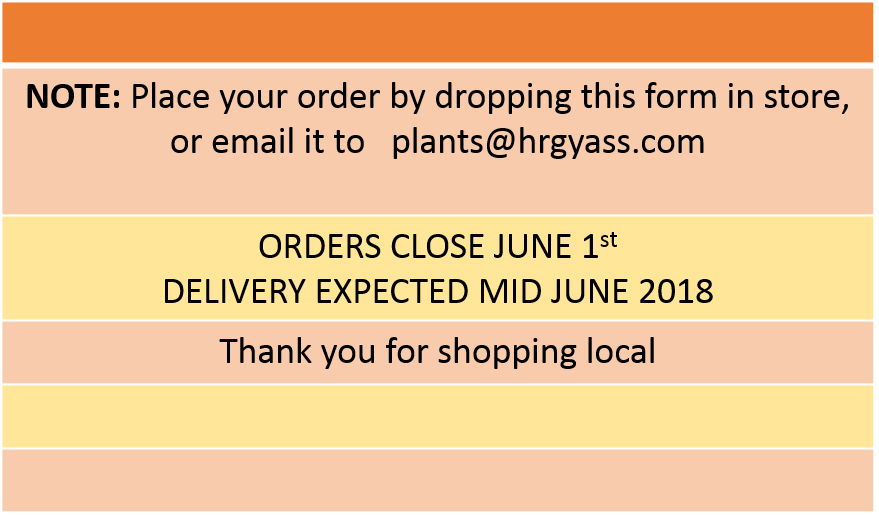 NOTE: Place your order by dropping this form in store,
or email it to   plants@hrgyass.com
ORDERS CLOSE JUNE 1st
DELIVERY EXPECTED MID JUNE 2018
Thank you for shopping local